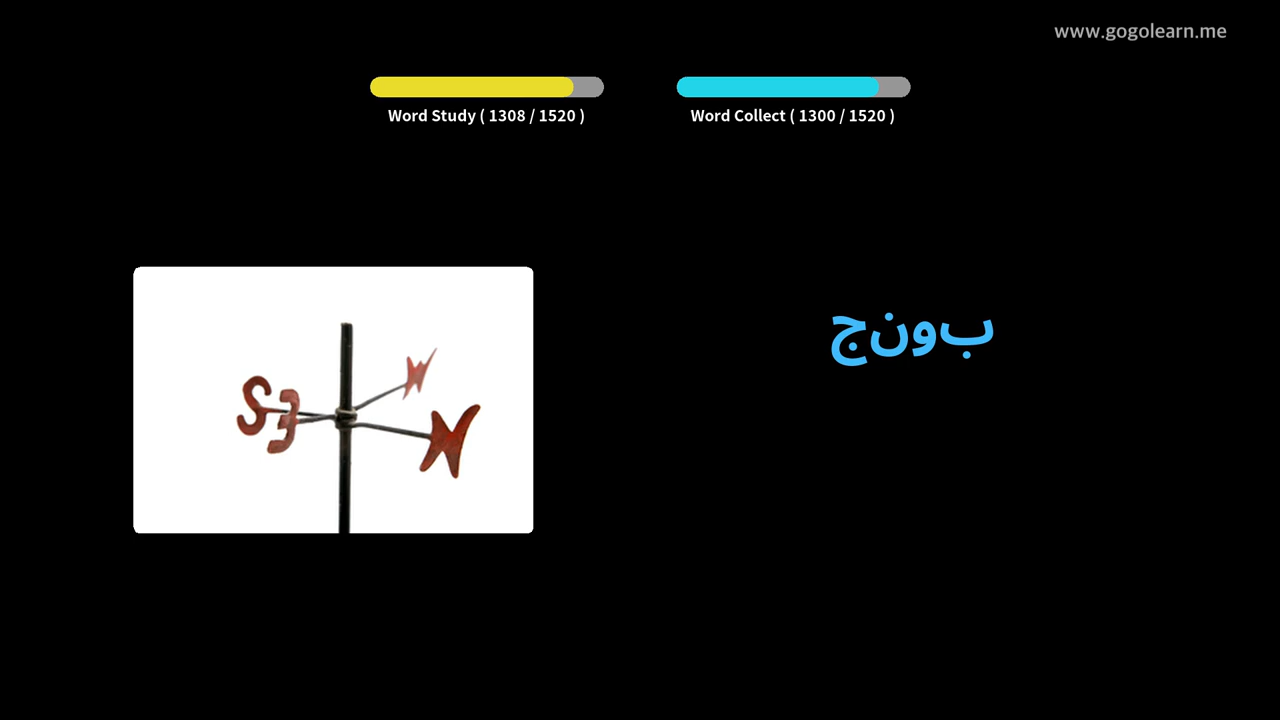 www.gogolearn.me
Word Study ( 1308 / 1520 )
Word Collect ( 1300 / 1520 )
بونج
S
E
N